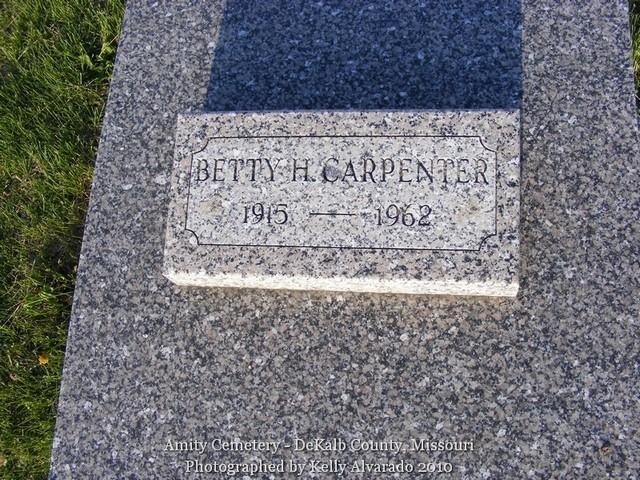 BETTY H. CARPENTER
1915 — 1962
Amity Cemetery - DeKalb County, Missouri
Photographed by Kelly Alvarado 2010